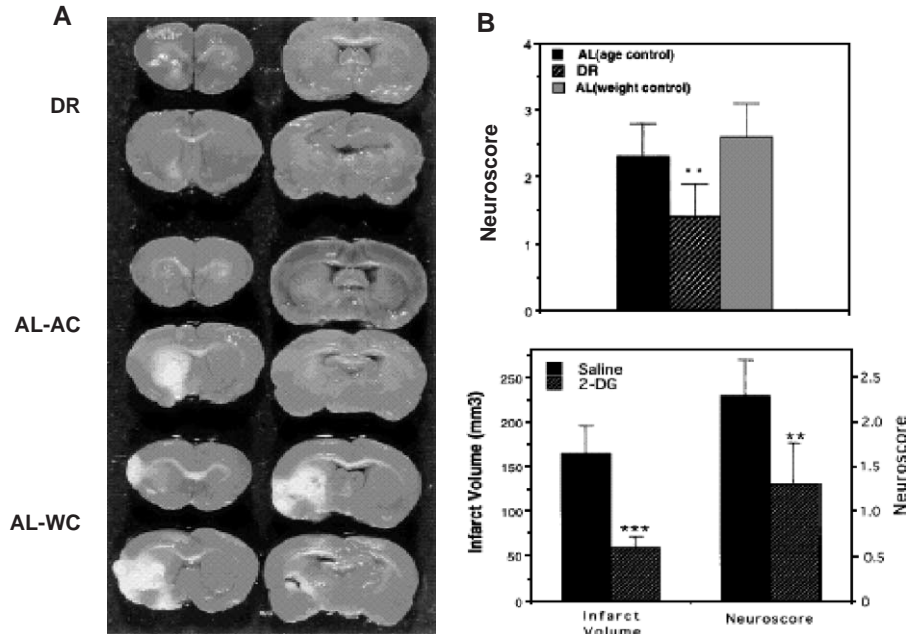 A
DR
AL-AC
AL-WC
B
AL(age control)
DR
AL(weight control)
Neuroscore
4
3
2
1
0
**
Saline
2-DG
Infarct Volume (mm3)
250
200
150
100
50
0
***
**
2.5
2.0
1.5
1.0
0.5
0
Neuroscore
Infarct
Volume
Neuroscore